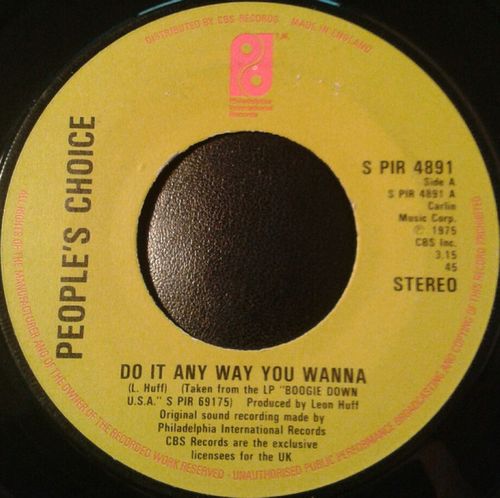 DISTRIBUTED BY CBS RECORDS MADE IN ENGLAND
Philadelphia
International
Records
PEOPLE'S CHOICE
S PIR 4891
Side A
S PIR 4891 A
Carlin
Music Corp.
℗ 1975
CBS Inc.
3.15
45
STEREO
DO IT ANY WAY YOU WANNA
(L. Huff) (Taken from the LP "BOOGIE DOWN
U.S.A." S PIR 69175) Produced by Leon Huff
Original sound recording made by
Philadelphia International Records
CBS Records are the exclusive
licensees for the UK
ALL RIGHTS OF THE MANUFACTURER AND OF THE OWNER OF THE RECORDED WORK RESERVED - UNAUTHORISED PUBLIC PERFORMANCE BROADCASTING AND COPYING OF THIS RECORD PROHIBITED